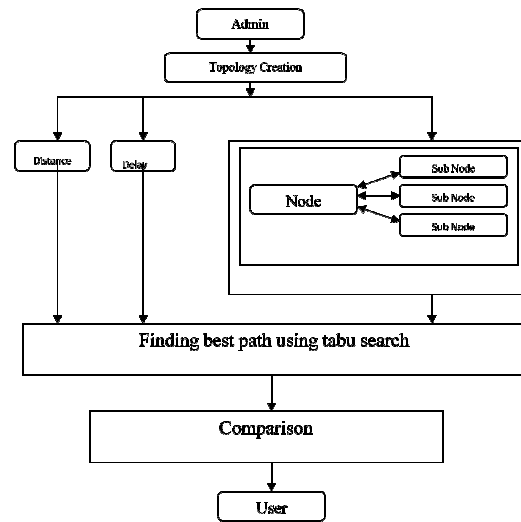 Admin
Topology Creation
Distance
Delay
Sub Node
Node
Sub Node
Sub Node
Finding best path using tabu search
Comparison
User